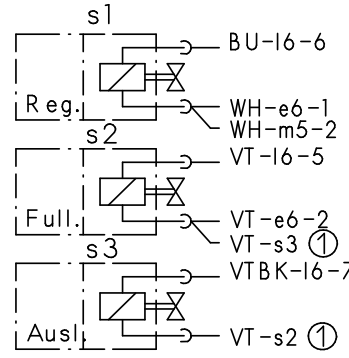 s1
BU-16-6
Reg.
WH-e6-1
WH-m5-2
s2
VT-16-5
Full.
VT-e6-2
VT-s3 ①
s3
VTBK-16-7
Ausl.
VT-s2 ①